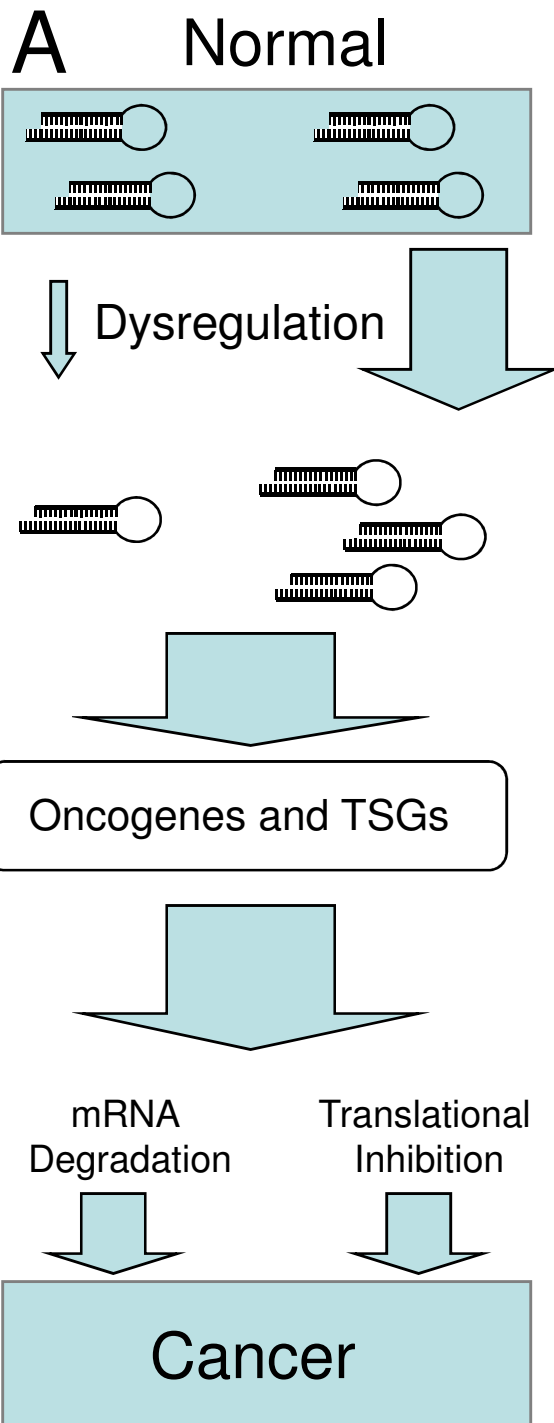 A Normal
Dysregulation
Oncogenes and TSGs
mRNA
Degradation
Translational
Inhibition
Cancer